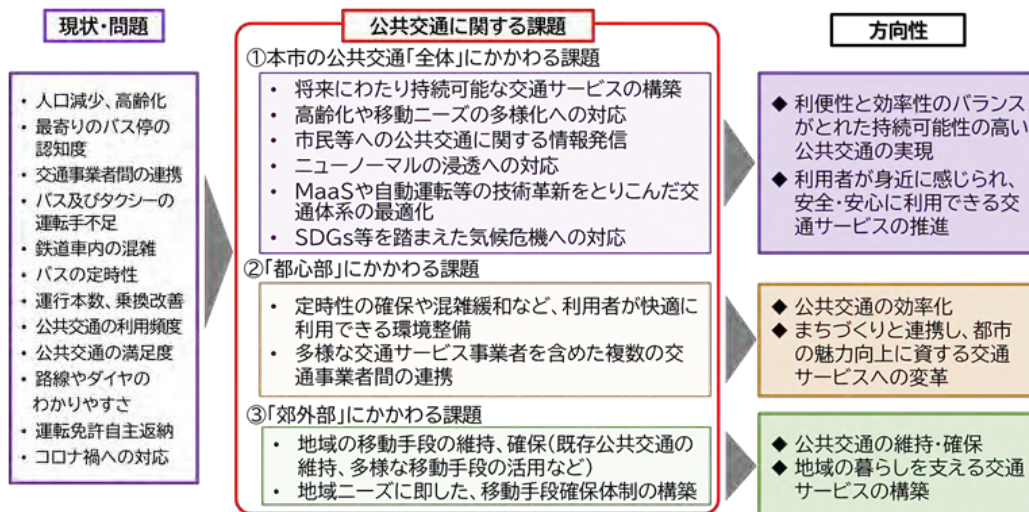 現状・問題
・ 人口減少、高齢化
・ 最寄りのバス停の
認知度
・ 交通事業者間の連携
・ バス及びタクシーの
運転手不足
・ 鉄道車内の混雑
・ バスの定時性
・ 運行本数、乗換改善
・ 公共交通の利用頻度
・ 公共交通の満足度
・ 路線やダイヤの
わかりやすさ
・ 運転免許自主返納
・ コロナ禍への対応
公共交通に関する課題
①本市の公共交通「全体」にかかわる課題
・ 将来にわたり持続可能な交通サービスの構築
・ 高齢化や移動ニーズの多様化への対応
・ 市民等への公共交通に関する情報発信
・ ニューノーマルの浸透への対応
・ MaaSや自動運転等の技術革新をとりこんだ交
通体系の最適化
・ SDGs等を踏まえた気候危機への対応
②「都心部」にかかわる課題
・ 定時性の確保や混雑緩和など、利用者が快適に
利用できる環境整備
・ 多様な交通サービス事業者を含めた複数の交
通事業者間の連携
③「郊外部」にかかわる課題
・ 地域の移動手段の維持、確保(既存公共交通の
維持、多様な移動手段の活用など)
・ 地域ニーズに即した、移動手段確保体制の構築
方向性
◆ 利便性と効率性のバランス
がとれた持続可能性の高い
公共交通の実現
◆ 利用者が身近に感じられ、
安全・安心に利用できる交
通サービスの推進
◆ 公共交通の効率化
◆ まちづくりと連携し、都市
の魅力向上に資する交通
サービスへの変革
◆ 公共交通の維持・確保
◆ 地域の暮らしを支える交通
サービスの構築